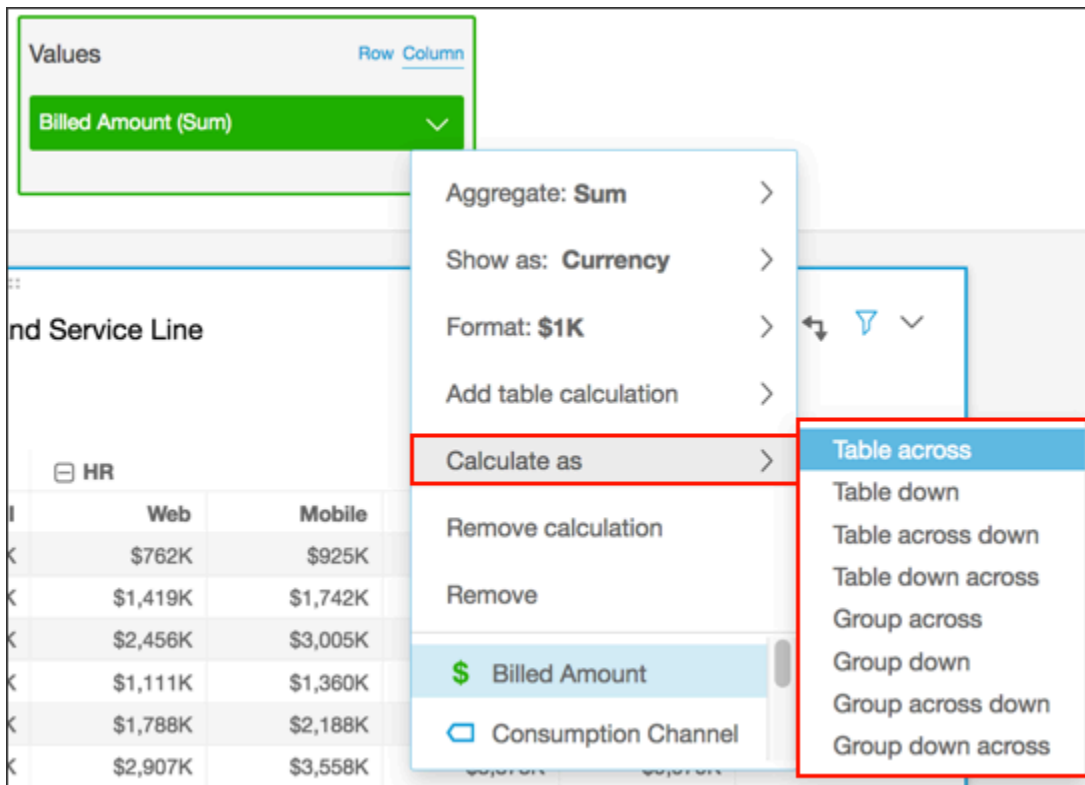 Values Row Column
Billed Amount (Sum)
Aggregate: Sum
Show as: Currency
nd Service Line
Format: $1K
Add table calculation
Calculate as
Table across
HR
Table down
Web Mobile
Remove calculation
Table across down
K $762K $925K
Table down across
K $1,419K $1,742K
Remove
Group across
K $2,456K $3,005K
Group down
K $1,111K $1,360K
$ Billed Amount
Group across down
K $1,788K $2,188K
Consumption Channel
Group down across
K $2,907K $3,558K